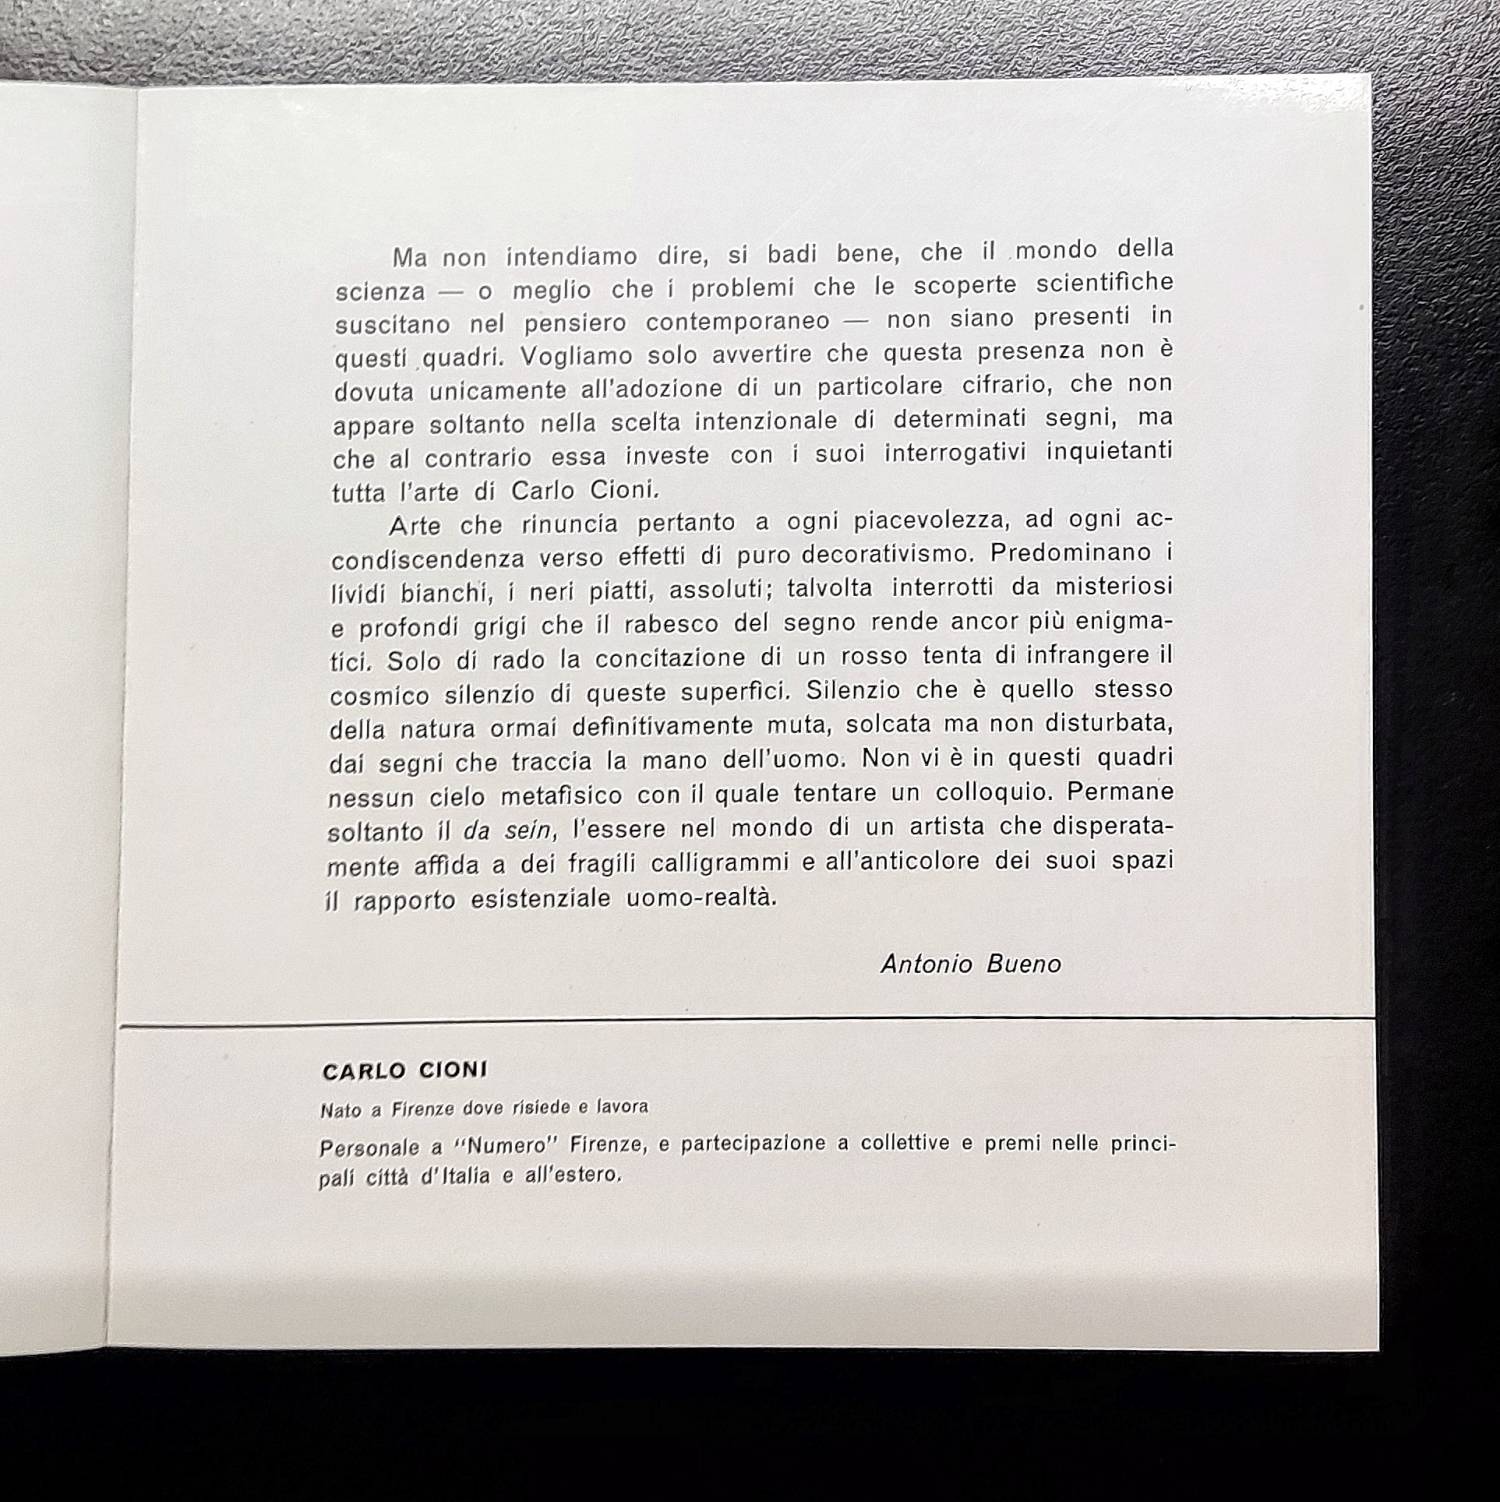 Ma non intendiamo dire, si badi bene, che il mondo della
scienza — o meglio che i problemi che le scoperte scientifiche
suscitano nel pensiero contemporaneo — non siano presenti in
questi quadri. Vogliamo solo avvertire che questa presenza non è
dovuta unicamente all'adozione di un particolare cifrario, che non
appare soltanto nella scelta intenzionale di determinati segni, ma
che al contrario essa investe con i suoi interrogativi inquietanti
tutta l'arte di Carlo Cioni.
Arte che rinuncia pertanto a ogni piacevolezza, ad ogni ac-
condiscendenza verso effetti di puro decorativismo. Predominano i
lividi bianchi, i neri piatti, assoluti; talvolta interrotti da misteriosi
e profondi grigi che il rabesco del segno rende ancor più enigma-
tici. Solo di rado la concitazione di un rosso tenta di infrangere il
cosmico silenzio di queste superfici. Silenzio che è quello stesso
della natura ormai definitivamente muta, solcata ma non disturbata,
dai segni che traccia la mano dell'uomo. Non vi è in questi quadri
nessun cielo metafisico con il quale tentare un colloquio. Permane
soltanto il da sein, l'essere nel mondo di un artista che disperata-
mente affida a dei fragili calligrammi e all'anticolore dei suoi spazi
il rapporto esistenziale uomo-realtà.
Antonio Bueno
CARLO CIONI
Nato a Firenze dove risiede e lavora
Personale a "Numero" Firenze, e partecipazione a collettive e premi nelle princi-
pali città d'Italia e all'estero.